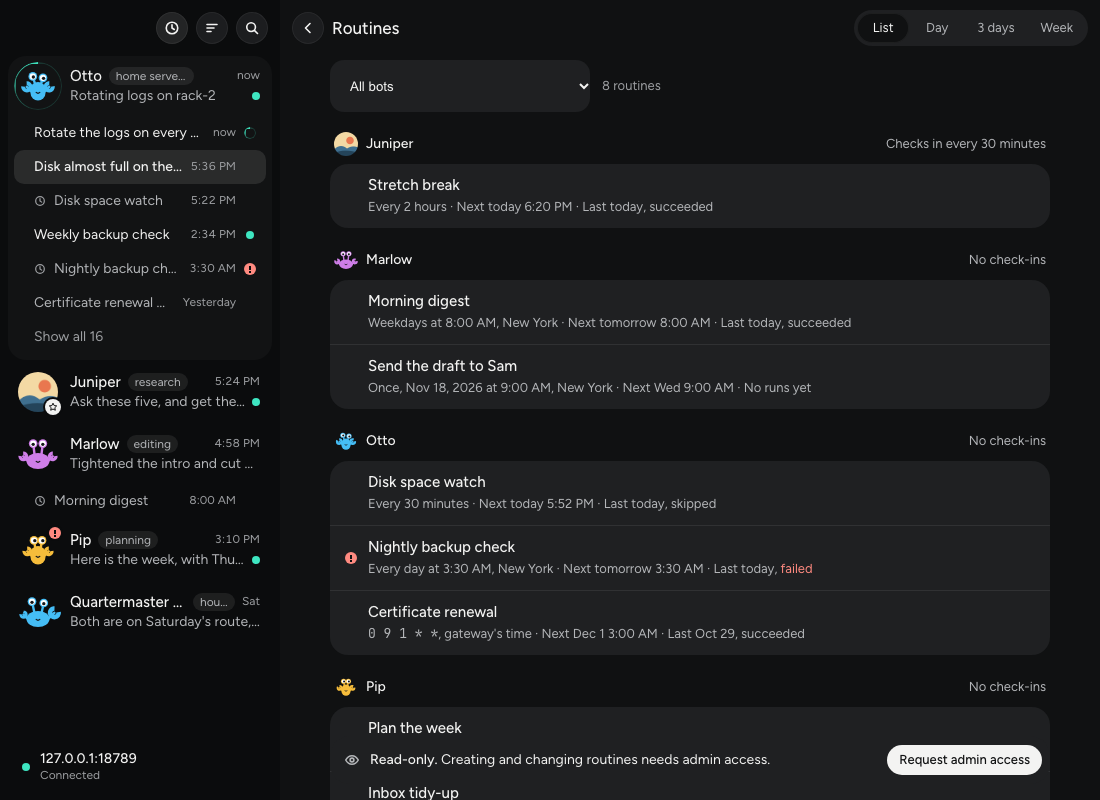 Otto home serve... now
Rotating logs on rack-2
Rotate the logs on every ... now
Disk almost full on the... 5:36 PM
Disk space watch 5:22 PM
Weekly backup check 2:34 PM
Nightly backup ch... 3:30 AM
Certificate renewal ... Yesterday
Show all 16
Juniper research 5:24 PM
Ask these five, and get the...
Marlow editing 4:58 PM
Tightened the intro and cut ...
Morning digest 8:00 AM
Pip planning 3:10 PM
Here is the week, with Thu...
Quartermaster ... hou... Sat
Both are on Saturday's route,...
127.0.0.1:18789
Connected
Routines
List Day 3 days Week
All bots 8 routines
Juniper Checks in every 30 minutes
Stretch break
Every 2 hours · Next today 6:20 PM · Last today, succeeded
Marlow No check-ins
Morning digest
Weekdays at 8:00 AM, New York · Next tomorrow 8:00 AM · Last today, succeeded
Send the draft to Sam
Once, Nov 18, 2026 at 9:00 AM, New York · Next Wed 9:00 AM · No runs yet
Otto No check-ins
Disk space watch
Every 30 minutes · Next today 5:52 PM · Last today, skipped
Nightly backup check
Every day at 3:30 AM, New York · Next tomorrow 3:30 AM · Last today, failed
Certificate renewal
0 9 1 * *, gateway's time · Next Dec 1 3:00 AM · Last Oct 29, succeeded
Pip No check-ins
Plan the week
Read-only. Creating and changing routines needs admin access. Request admin access
Inbox tidy-up